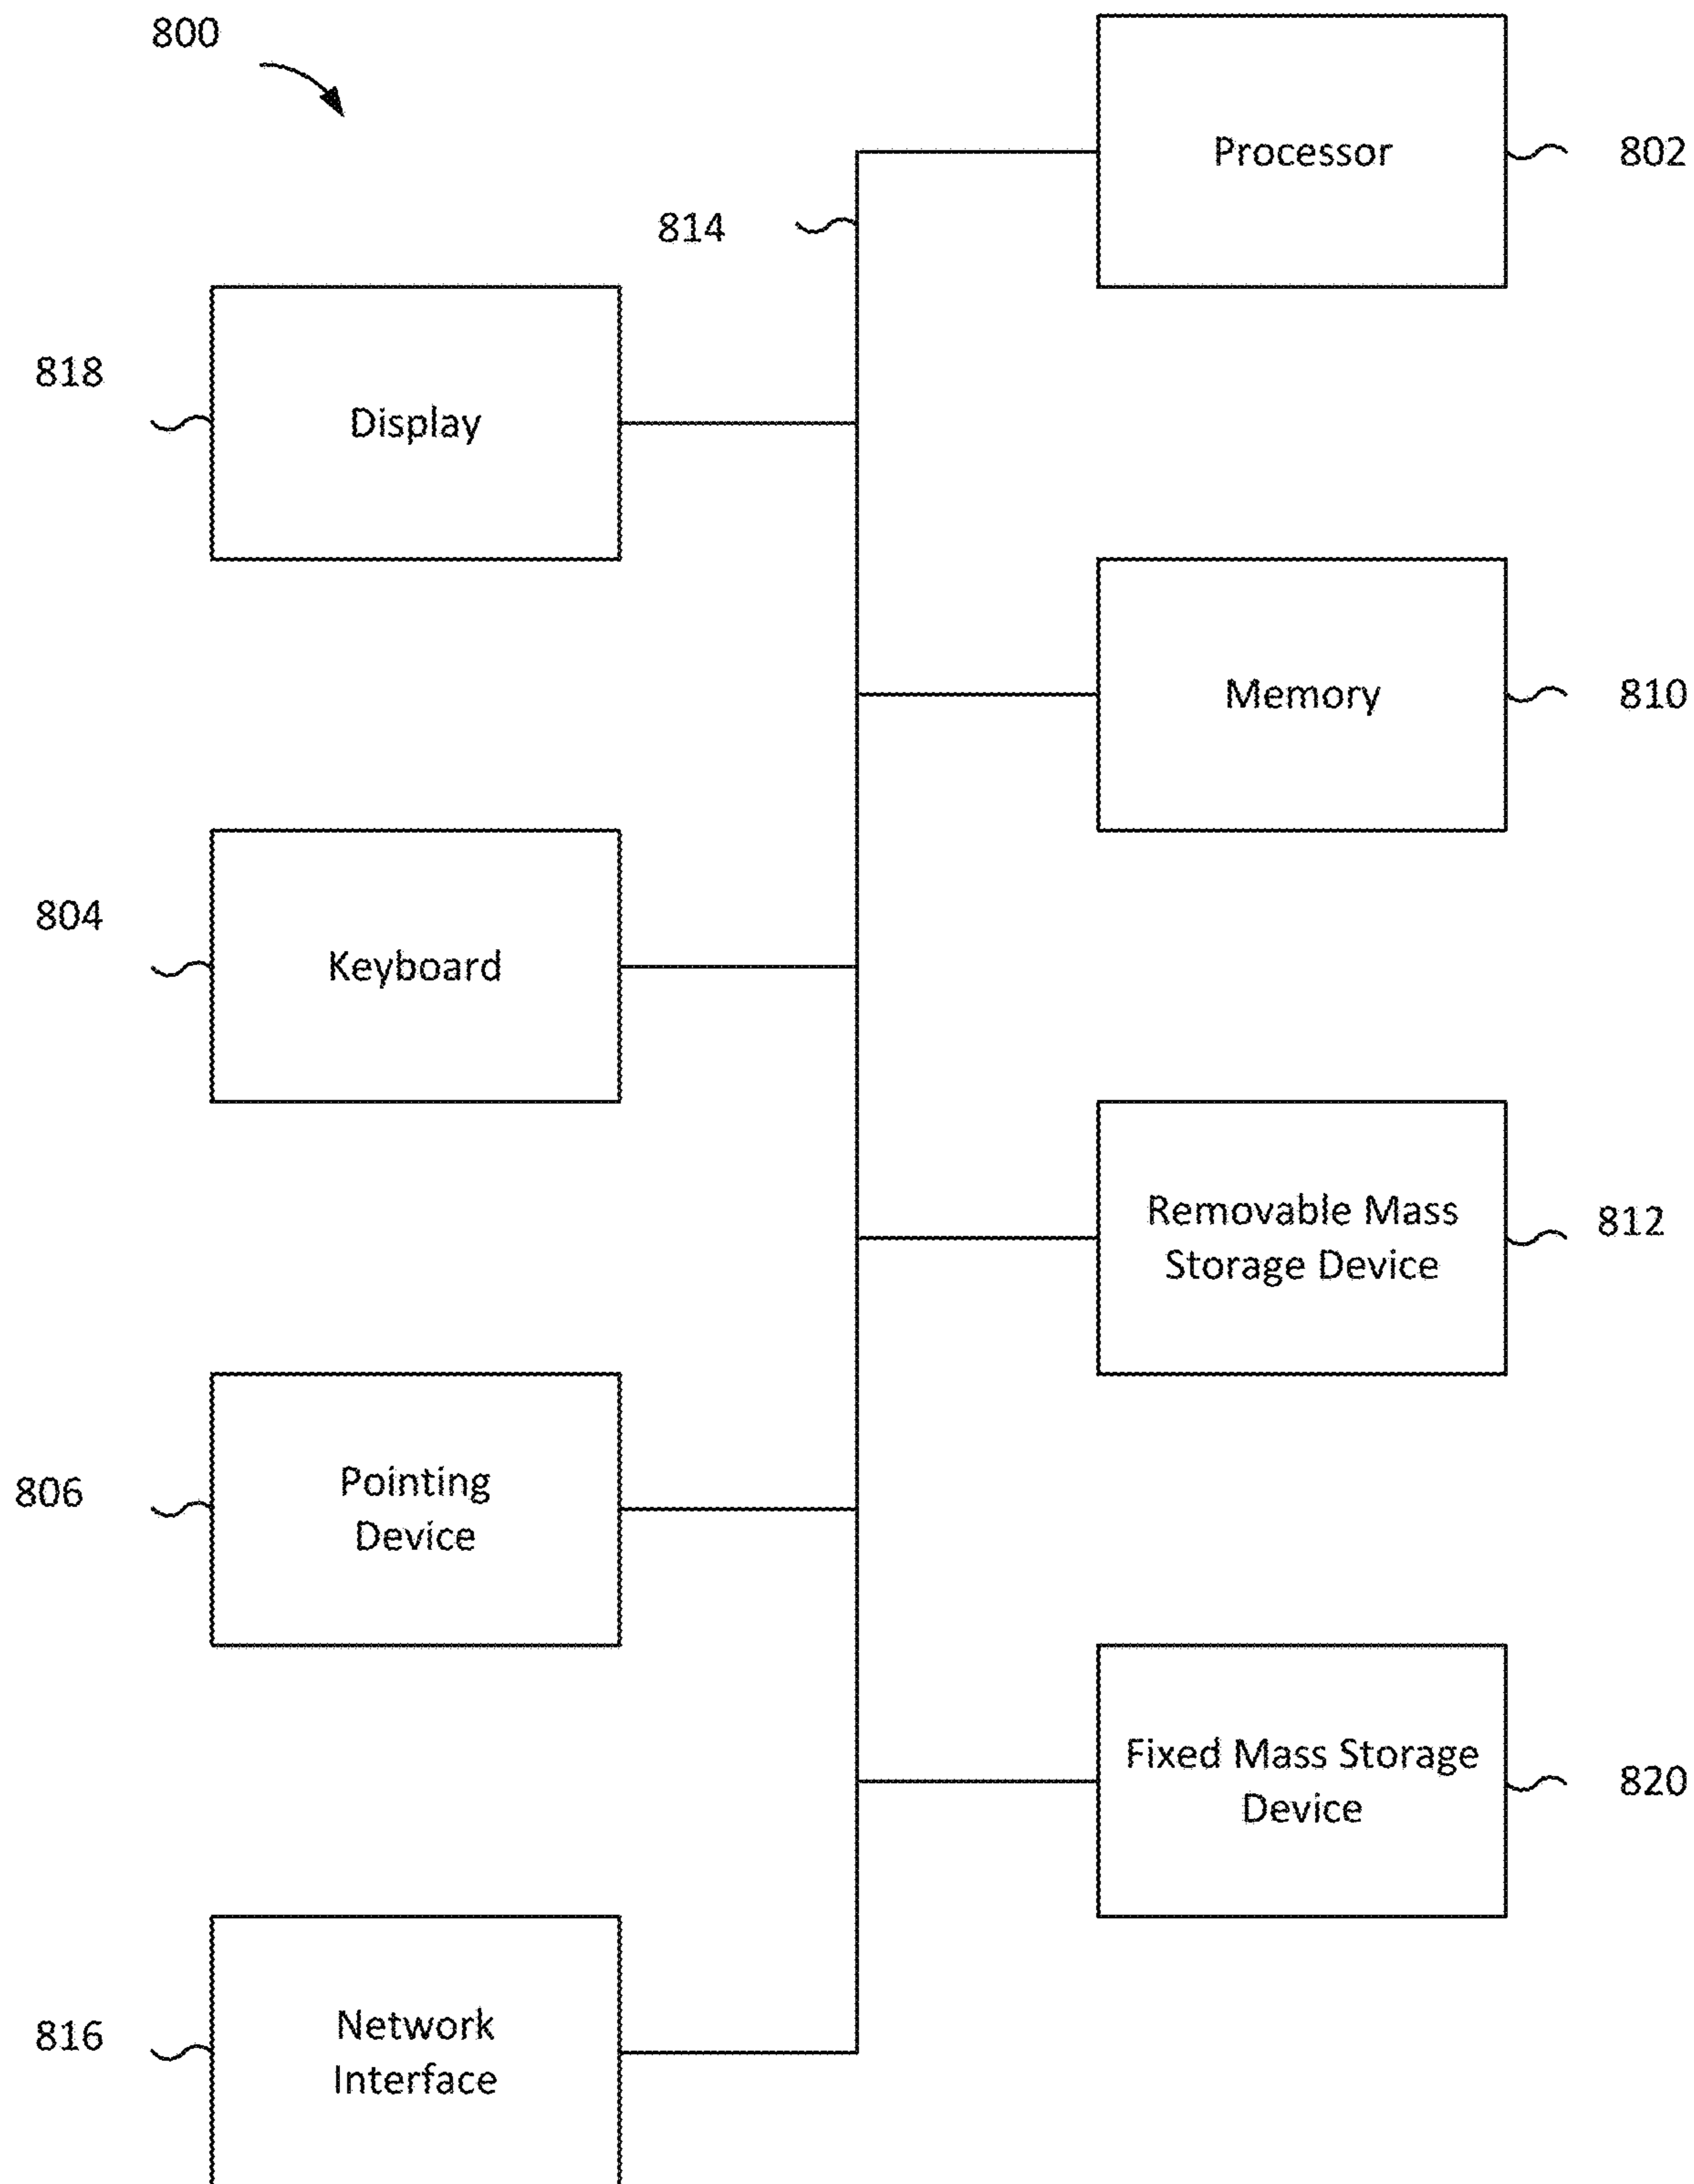 800
Processor
802
814
818
Display
Memory
810
804
Keyboard
Removable Mass
Storage Device
812
806
Pointing
Device
Fixed Mass Storage
Device
820
816
Network
Interface